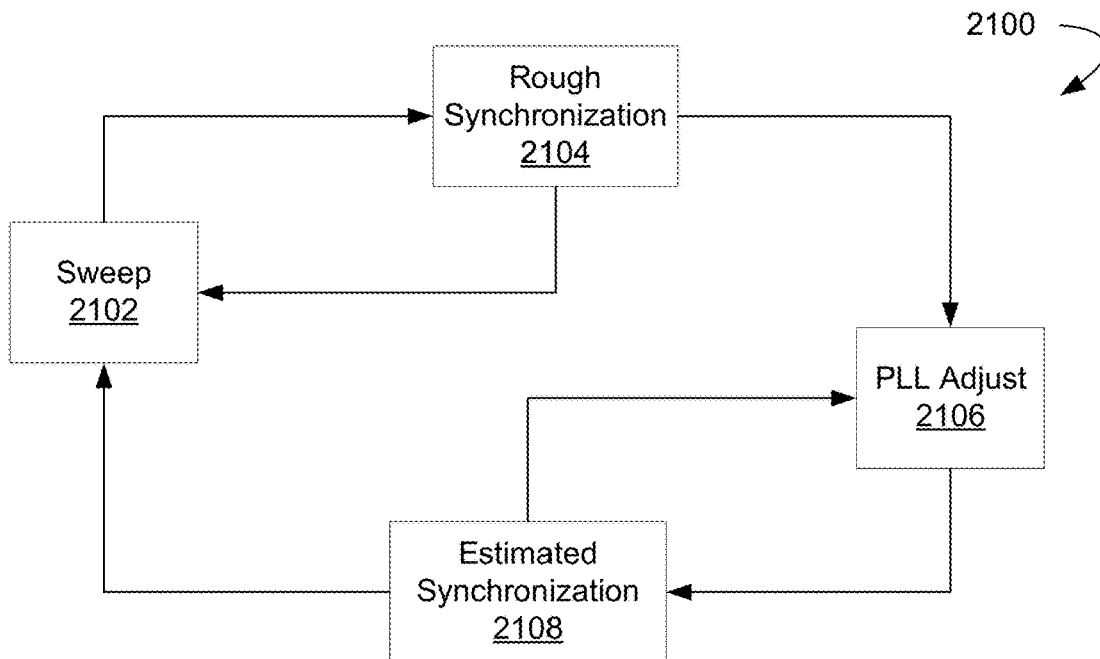 2100
Rough
Synchronization
2104
Sweep
2102
PLL Adjust
2106
Estimated
Synchronization
2108